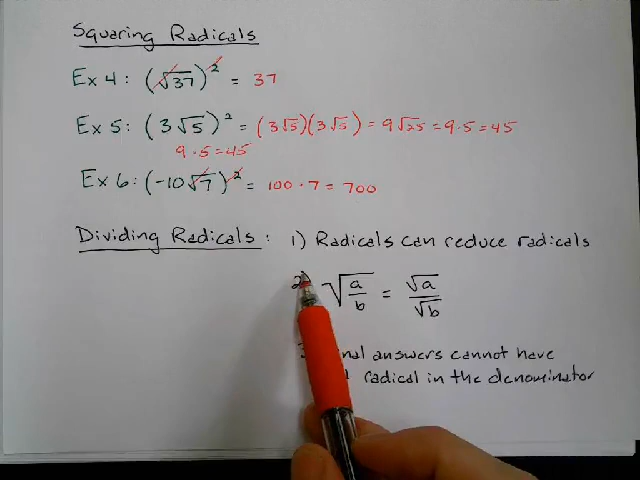 Squaring Radicals
Ex 4: (√37)² = 37
Ex 5: (3√5)² = (3√5)(3√5) = 9√25 = 9·5 = 45
9·5=45
Ex 6: (-10√7)² = 100·7 = 700
Dividing Radicals: 1) Radicals can reduce radicals
2) √(a/b) = √a/√b
answers cannot have
radical in the denominator